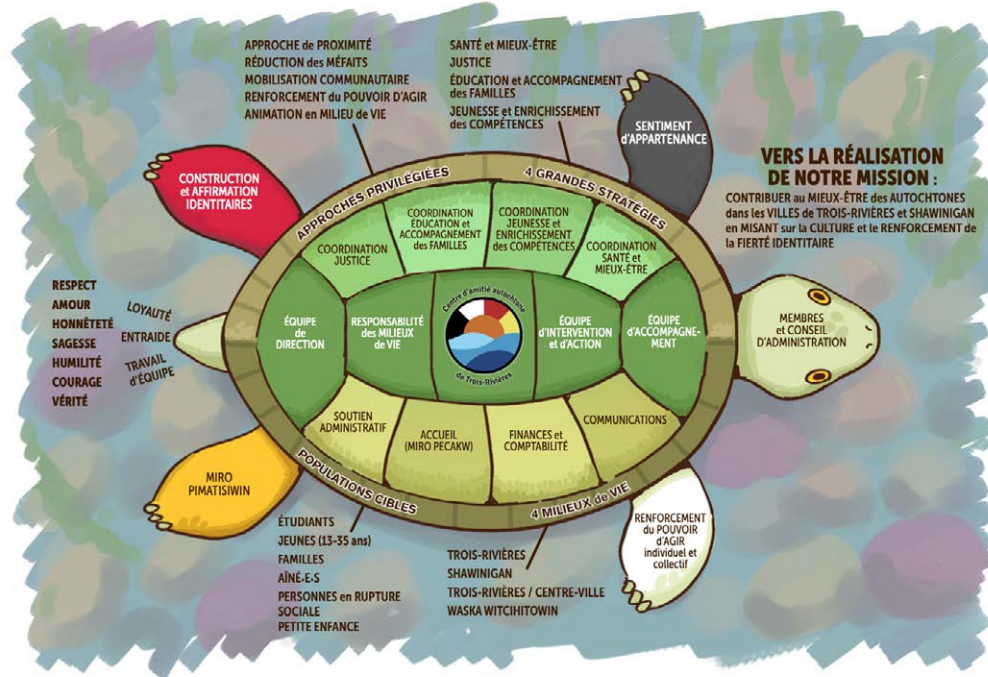 APPROCHE de PROXIMITÉ
RÉDUCTION des MÉFAITS
MOBILISATION COMMUNAUTAIRE
RENFORCEMENT du POUVOIR D'AGIR
ANIMATION en MILIEU de VIE
SANTÉ et MIEUX-ÊTRE
JUSTICE
ÉDUCATION et ACCOMPAGNEMENT
des FAMILLES
JEUNESSE et ENRICHISSEMENT
des COMPÉTENCES
SENTIMENT
d'APPARTENANCE
VERS LA RÉALISATION
DE NOTRE MISSION :
CONTRIBUER au MIEUX-ÊTRE des AUTOCHTONES
dans les VILLES de TROIS-RIVIÈRES et SHAWINIGAN
en MISANT sur la CULTURE et le RENFORCEMENT de
la FIERTÉ IDENTITAIRE
CONSTRUCTION
et AFFIRMATION
IDENTITAIRES
APPROCHES PRIVILÉGIÉES
4 GRANDES STRATÉGIES
COORDINATION
JUSTICE
COORDINATION
ÉDUCATION et
ACCOMPAGNEMENT
des FAMILLES
COORDINATION
JEUNESSE et
ENRICHISSEMENT
des COMPÉTENCES
COORDINATION
SANTÉ et
MIEUX-ÊTRE
RESPECT
AMOUR
HONNÊTETÉ
SAGESSE
HUMILITÉ
COURAGE
VÉRITÉ
LOYAUTÉ
ENTRAIDE
TRAVAIL
d'ÉQUIPE
ÉQUIPE
de
DIRECTION
RESPONSABILITÉ
des MILIEUX
de VIE
Centre d'amitié autochtone
de Trois-Rivières
ÉQUIPE
D'INTERVENTION
et D'ACTION
ÉQUIPE
D'ACCOMPAGNE-
MENT
MEMBRES
et CONSEIL
D'ADMINISTRATION
SOUTIEN
ADMINISTRATIF
ACCUEIL
(MIRO PECAKW)
FINANCES et
COMPTABILITÉ
COMMUNICATIONS
MIRO
PIMATISIWIN
POPULATIONS CIBLES
4 MILIEUX de VIE
RENFORCEMENT
du POUVOIR
d'AGIR
individuel et
collectif
ÉTUDIANTS
JEUNES (13-35 ans)
FAMILLES
AÎNÉ-E-S
PERSONNES en RUPTURE
SOCIALE
PETITE ENFANCE
TROIS-RIVIÈRES
SHAWINIGAN
TROIS-RIVIÈRES / CENTRE-VILLE
WASKA WITCIHITOWIN